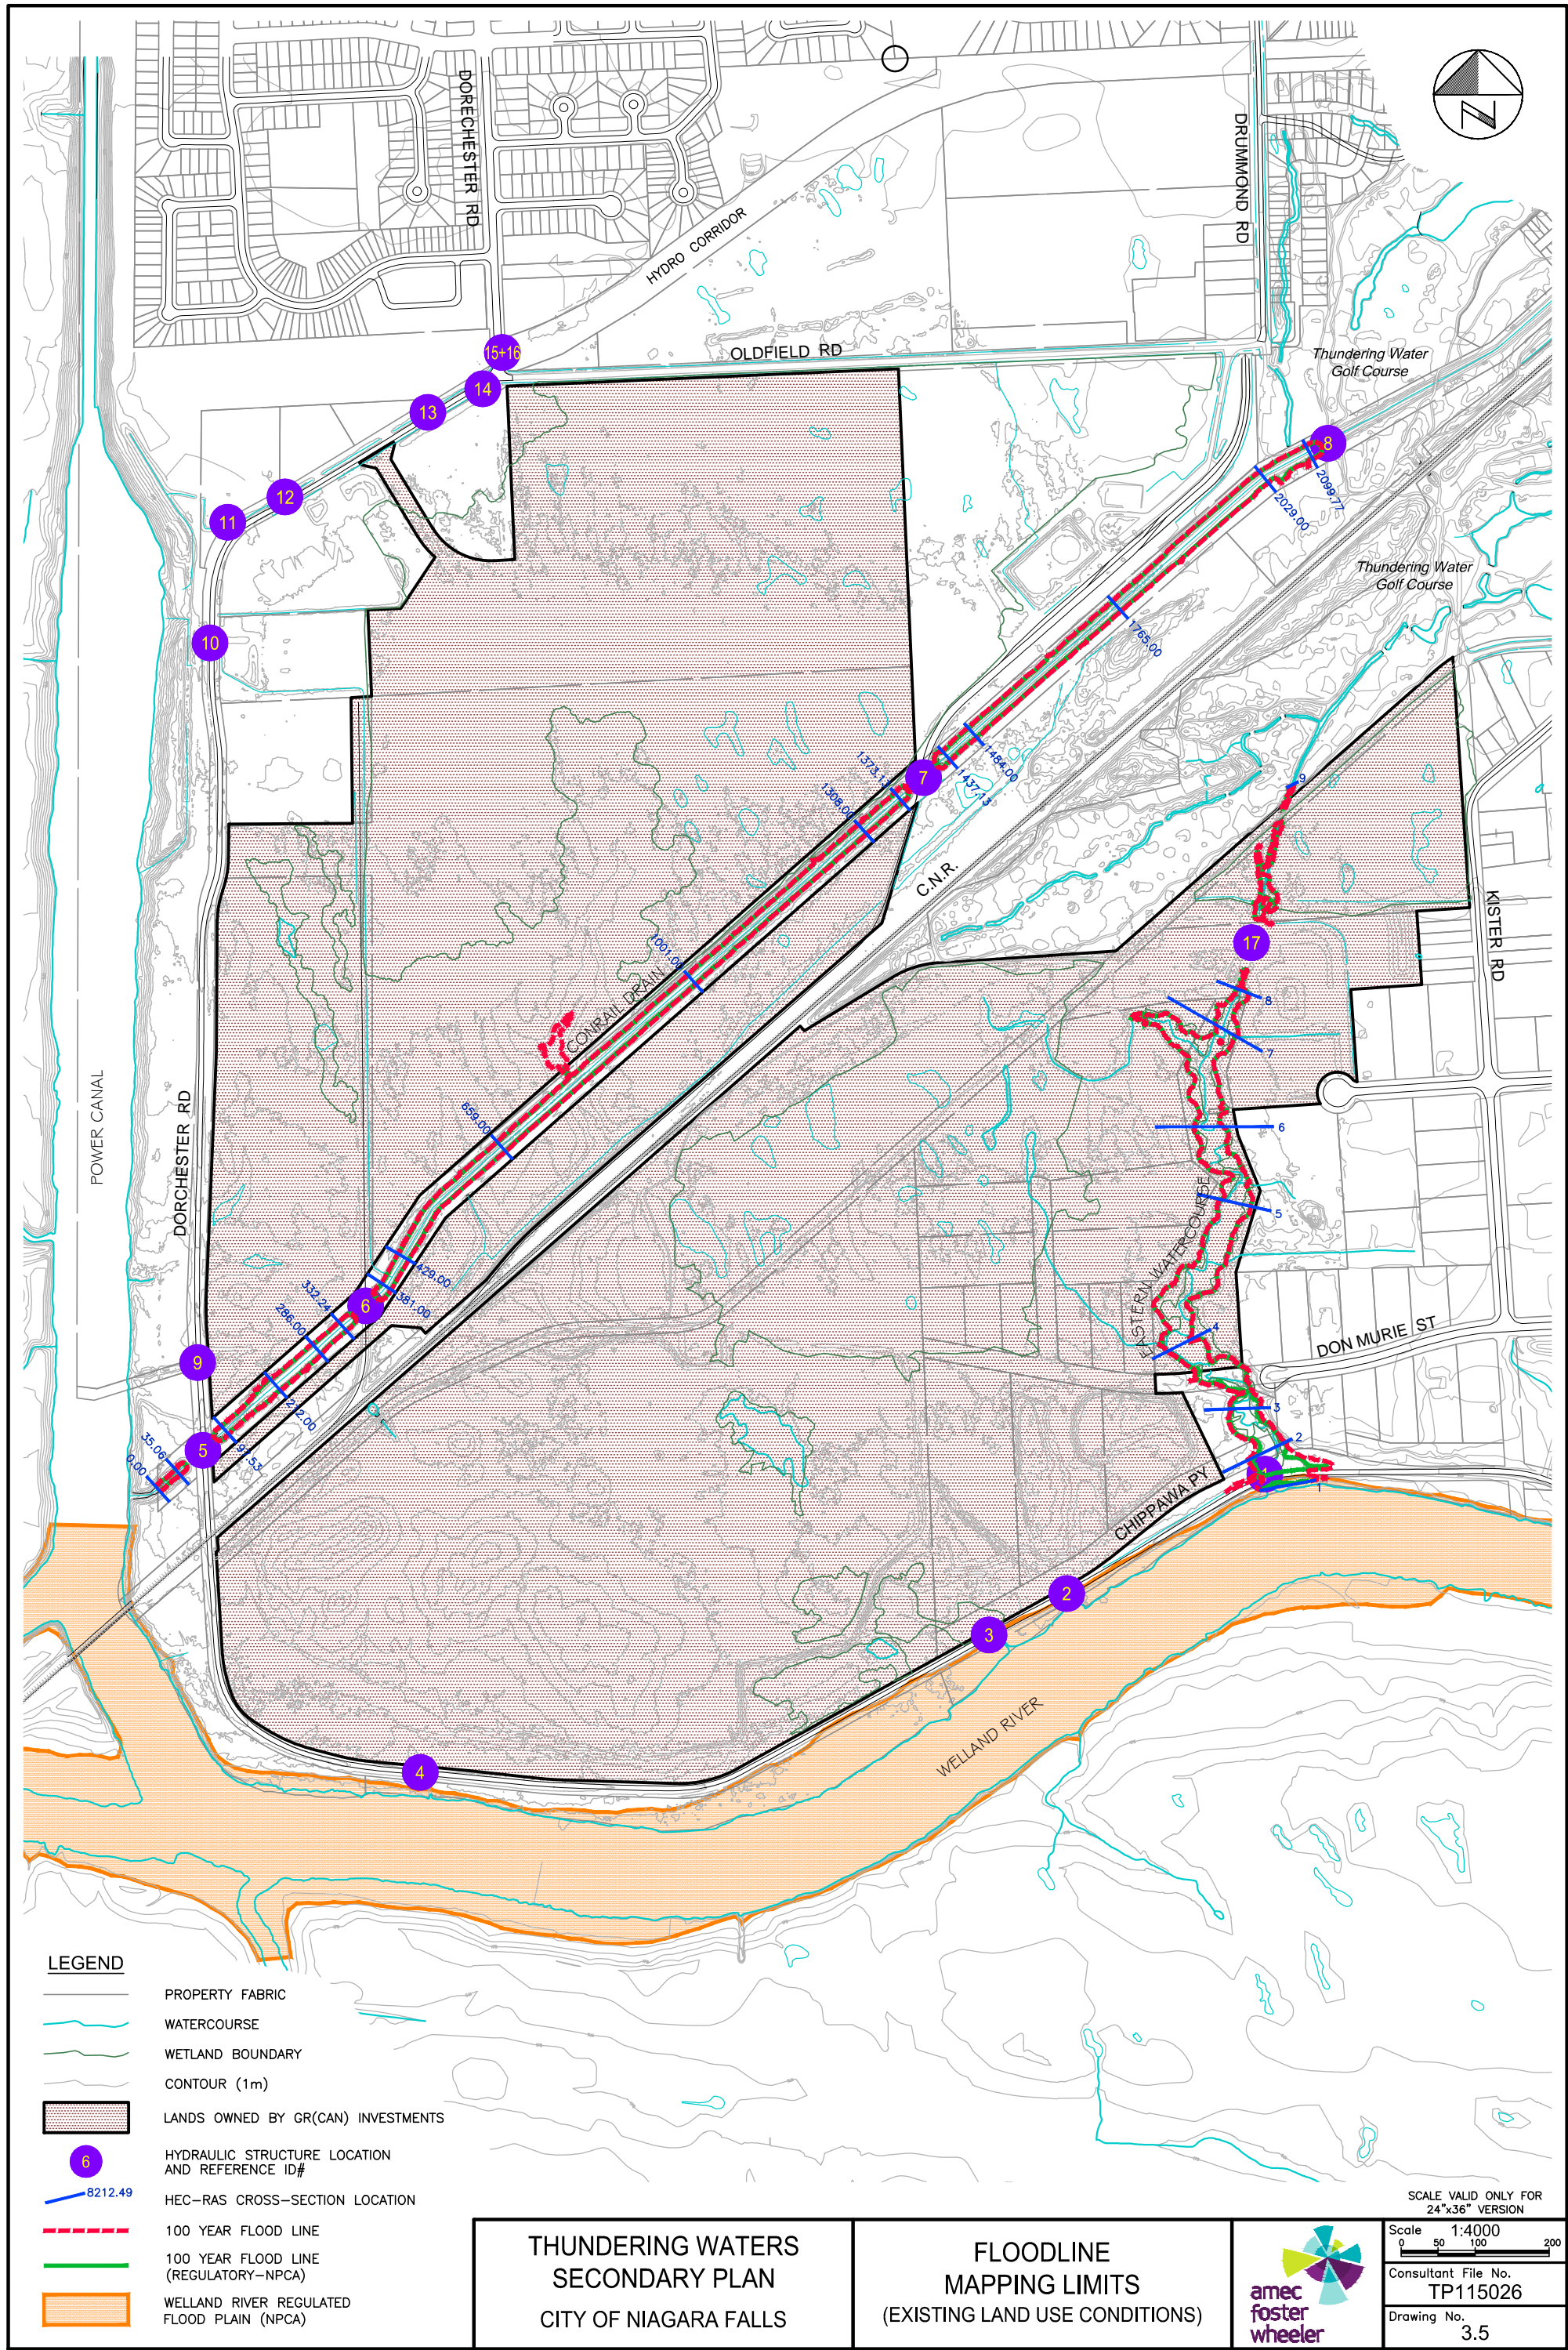 DORECHESTER RD
DRUMMOND RD
N
HYDRO CORRIDOR
OLDFIELD RD
15+16
14
13
12
11
10
Thundering Water
Golf Course
8
2099.77
2029.00
Thundering Water
Golf Course
1765.00
1484.00
1437.13
7
1308.00
9
C.N.R.
KISTER RD
17
8
7
1001.00
CONRAIL DRAIN
POWER CANAL
DORCHESTER RD
659.00
6
5
EASTERN WATERCOURSE
429.00
381.00
6
332.24
286.00
4
DON MURIE ST
9
212.00
3
2
5
35.06
0.00
1
CHIPPAWA PY
2
3
WELLAND RIVER
4
LEGEND
PROPERTY FABRIC
WATERCOURSE
WETLAND BOUNDARY
CONTOUR (1m)
LANDS OWNED BY GR(CAN) INVESTMENTS
6
HYDRAULIC STRUCTURE LOCATION
AND REFERENCE ID#
8212.49
HEC-RAS CROSS-SECTION LOCATION
100 YEAR FLOOD LINE
100 YEAR FLOOD LINE
(REGULATORY-NPCA)
WELLAND RIVER REGULATED
FLOOD PLAIN (NPCA)
THUNDERING WATERS
SECONDARY PLAN
CITY OF NIAGARA FALLS
FLOODLINE
MAPPING LIMITS
(EXISTING LAND USE CONDITIONS)
amec
foster
wheeler
SCALE VALID ONLY FOR
24"x36" VERSION
Scale 1:4000
0 50 100 200
Consultant File No.
TP115026
Drawing No.
3.5